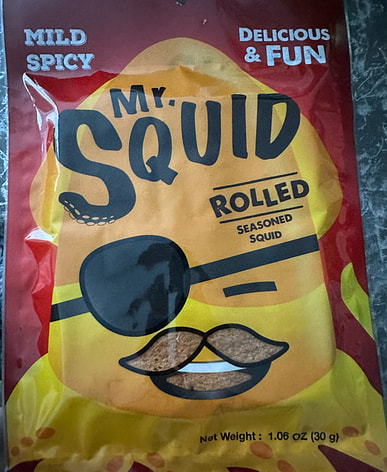 MILD
SPICY
DELICIOUS
& FUN
MR.
SQUID
ROLLED
SEASONED
SQUID
Net Weight : 1.06 OZ (30 g)